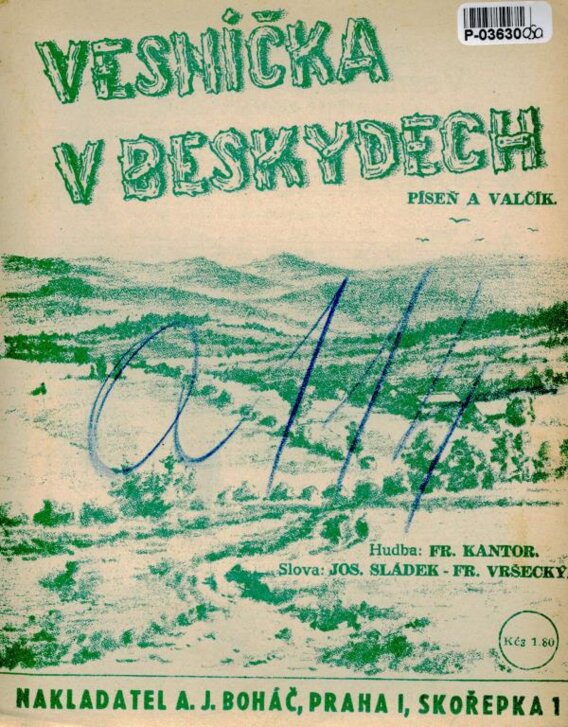 P-03630
VESNIČKA
V BESKYDECH
PÍSEŇ A VALČÍK.
a 114
Hudba: FR. KANTOR.
Slova: JOS. SLÁDEK - FR. VRŠECKÝ
Kčs 1.80
NAKLADATEL A. J. BOHÁČ, PRAHA I, SKOŘEPKA 1